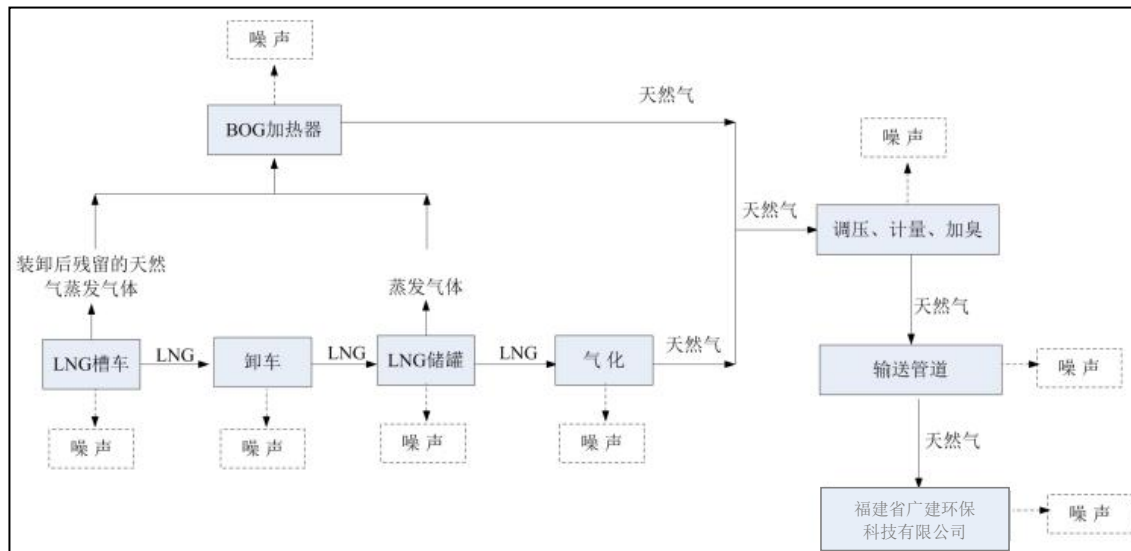 噪 声
天然气
BOG加热器
噪 声
天然气
调压、计量、加臭
装卸后残留的天然
气蒸发气体
蒸发气体
天然气
LNG槽车
LNG
卸车
LNG
LNG储罐
LNG
气 化
天然气
输送管道
噪 声
噪 声
噪 声
噪 声
噪 声
天然气
福建省广建环保
科技有限公司
噪 声